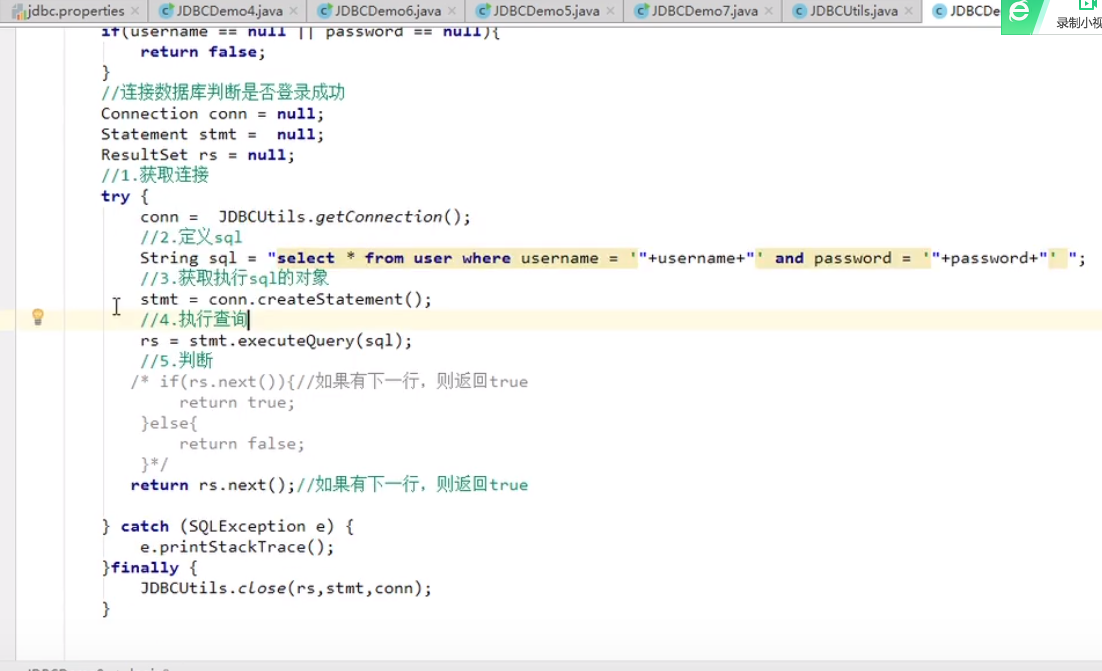 jdbc.properties × JDBCDemo4.java × JDBCDemo6.java × JDBCDemo5.java × JDBCDemo7.java × JDBCUtils.java × JDBCDe
录制小视
if(username == null || password == null){
return false;
}
//连接数据库判断是否登录成功
Connection conn = null;
Statement stmt =  null;
ResultSet rs = null;
//1.获取连接
try {
conn =  JDBCUtils.getConnection();
//2.定义sql
String sql = "select * from user where username = '"+username+"' and password = '"+password+"' ";
//3.获取执行sql的对象
stmt = conn.createStatement();
//4.执行查询
rs = stmt.executeQuery(sql);
//5.判断
/* if(rs.next()){//如果有下一行，则返回true
return true;
}else{
return false;
}*/
return rs.next();//如果有下一行，则返回true
} catch (SQLException e) {
e.printStackTrace();
}finally {
JDBCUtils.close(rs,stmt,conn);
}